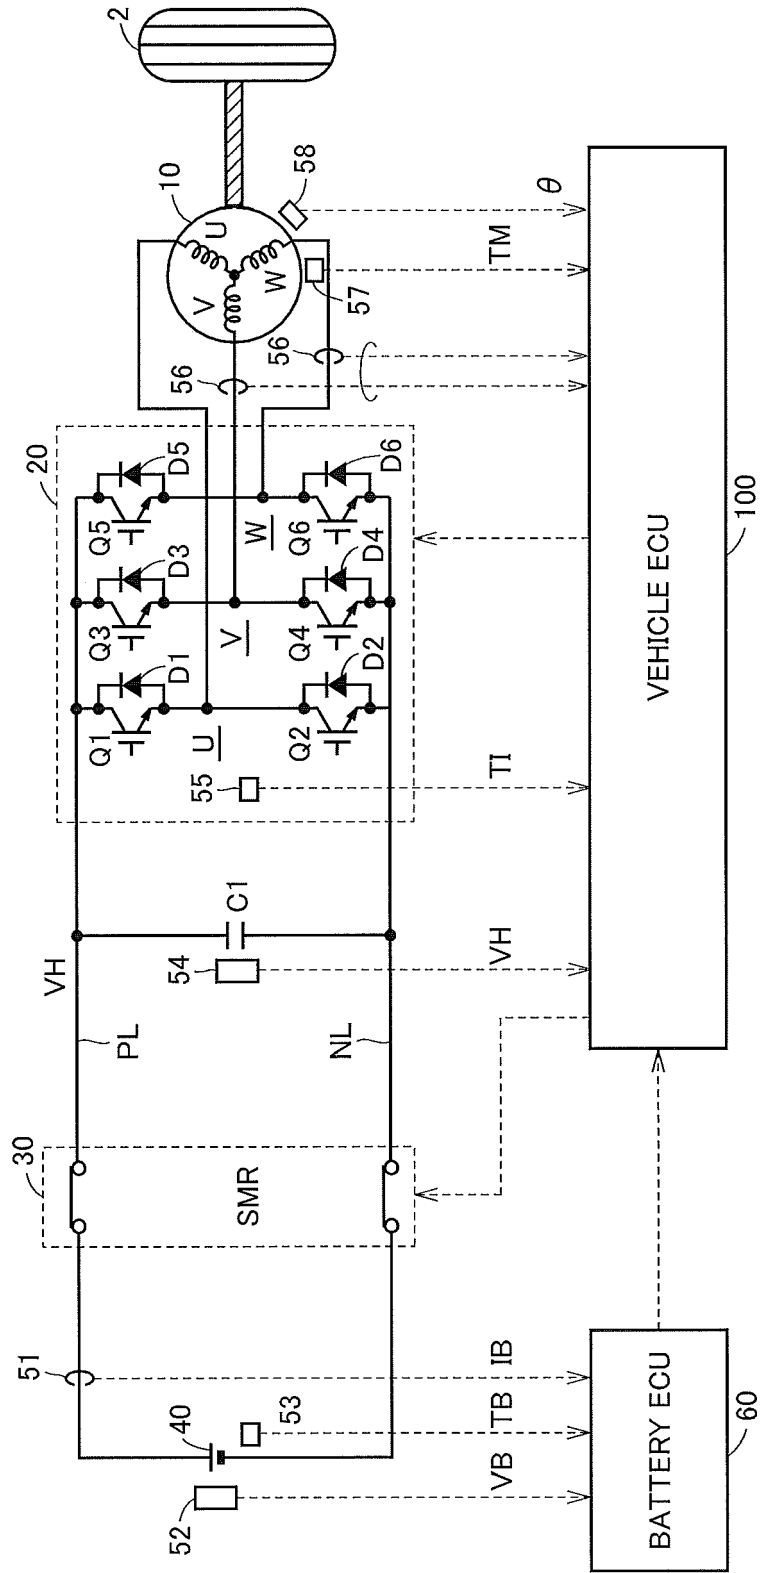 2
10
U
V
W
58
θ
57
TM
56
56
20
Q5
D5
Q3
D3
Q1
D1
W
V
U
Q6
D6
Q4
D4
Q2
D2
55
TI
VH
C1
54
VH
PL
NL
30
SMR
51
IB
40
53
TB
52
VB
VEHICLE ECU
100
BATTERY ECU
60